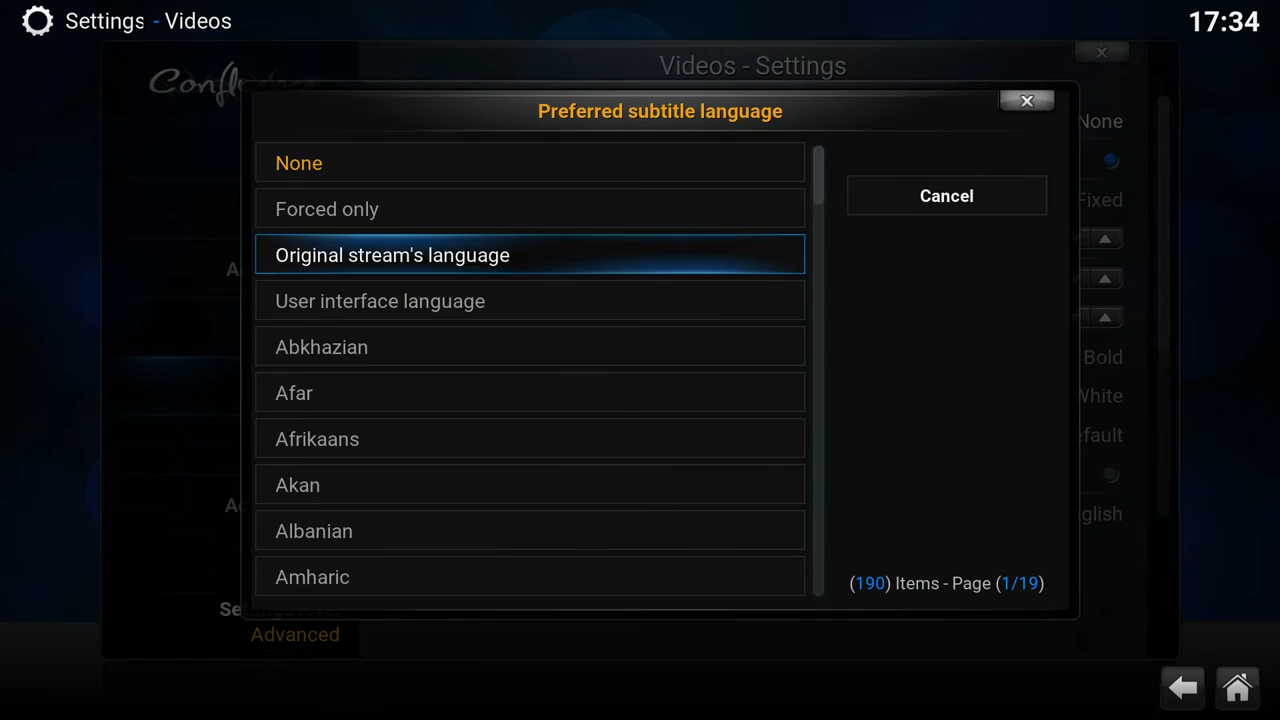 Settings - Videos
17:34
Videos - Settings
Preferred subtitle language
None
Forced only
Original stream's language
User interface language
Abkhazian
Afar
Afrikaans
Akan
Albanian
Amharic
Cancel
(190) Items - Page (1/19)
None
Fixed
Bold
White
Advanced